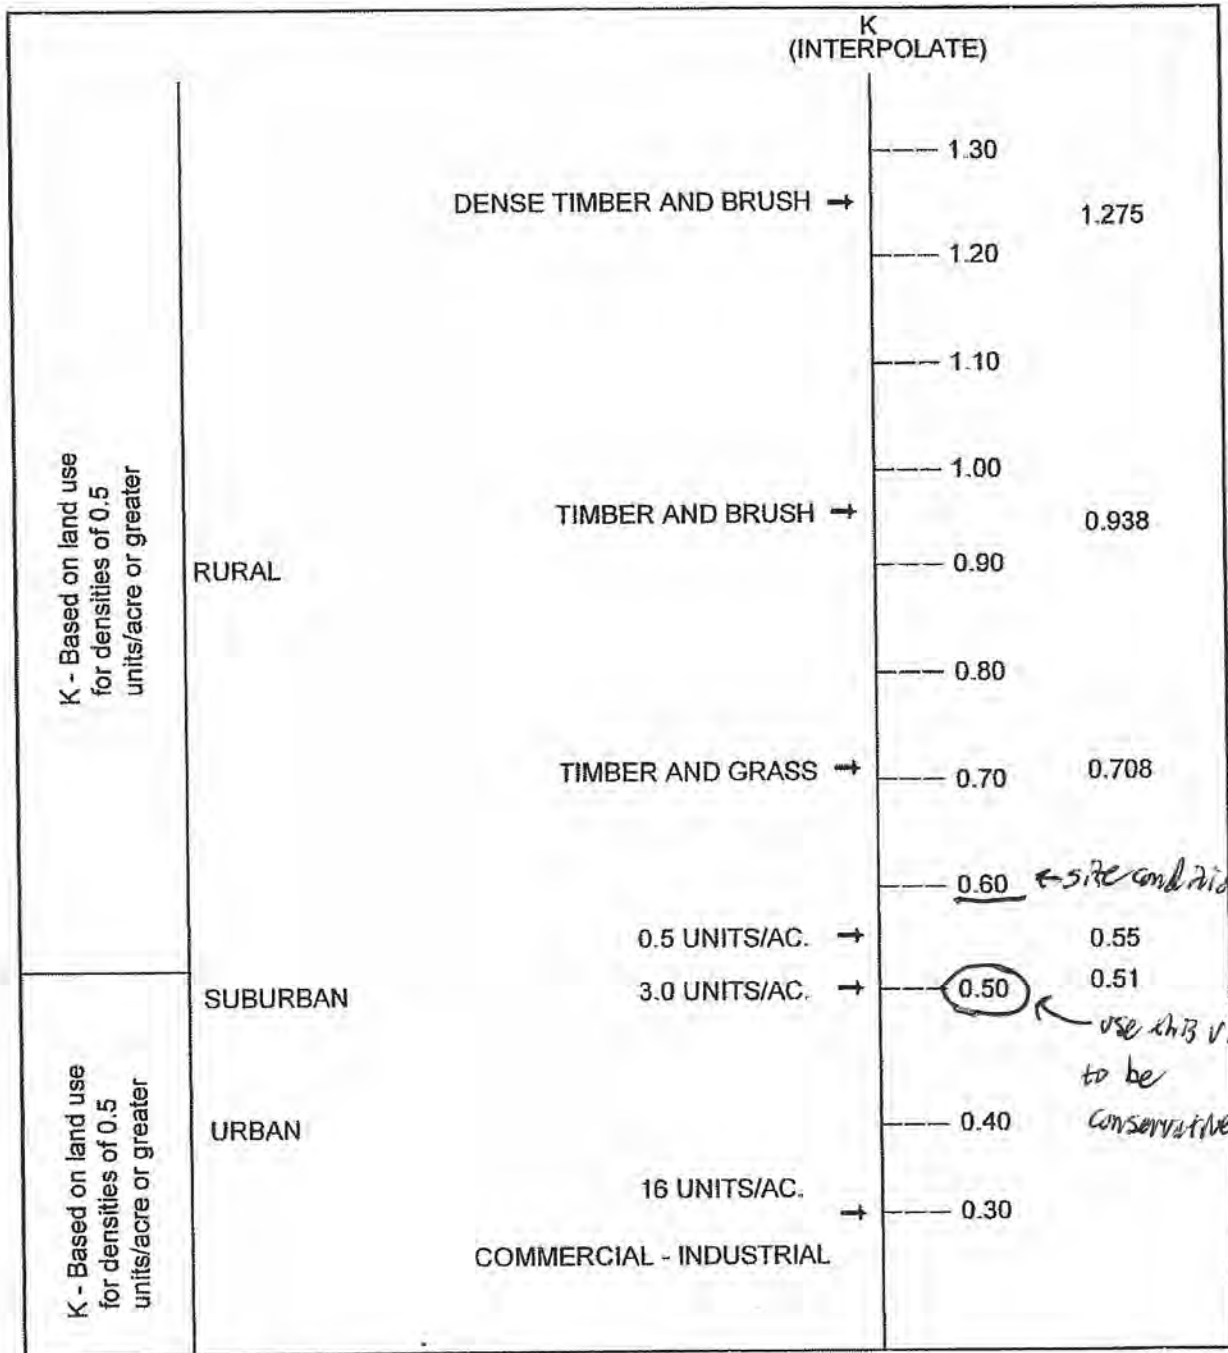 K
(INTERPOLATE)
1.30
DENSE TIMBER AND BRUSH → 1.275
1.20
1.10
1.00
TIMBER AND BRUSH → 0.938
K - Based on land use
for densities of 0.5
units/acre or greater
RURAL
0.90
0.80
TIMBER AND GRASS → 0.70 0.708
0.60 ← site
0.5 UNITS/AC. → 0.55
0.51
SUBURBAN 3.0 UNITS/AC. → 0.50
use this
to be
conservative
K - Based on land use
for densities of 0.5
units/acre or greater
URBAN 0.40
16 UNITS/AC.
→ 0.30
COMMERCIAL - INDUSTRIAL